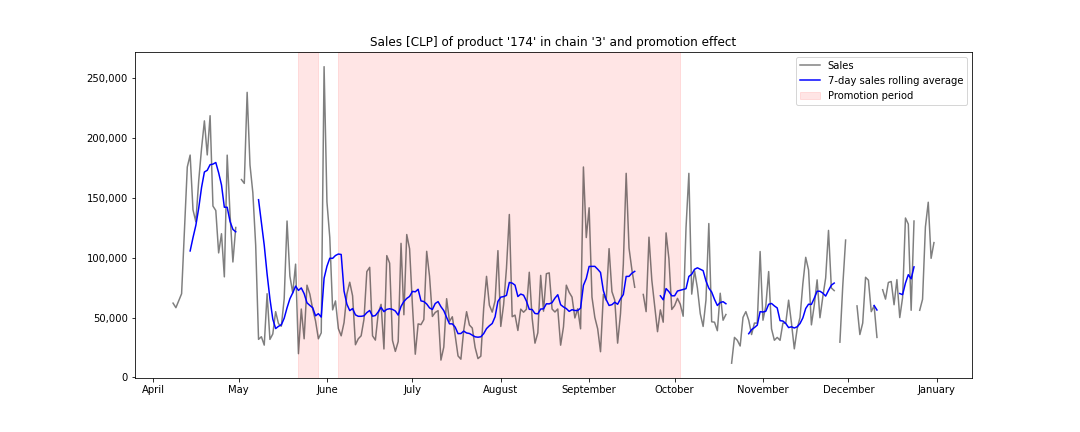 Sales [CLP] of product '174' in chain '3' and promotion effect
250,000
200,000
150,000
100,000
50,000
0
Sales
7-day sales rolling average
Promotion period
April May June July August September October November December January